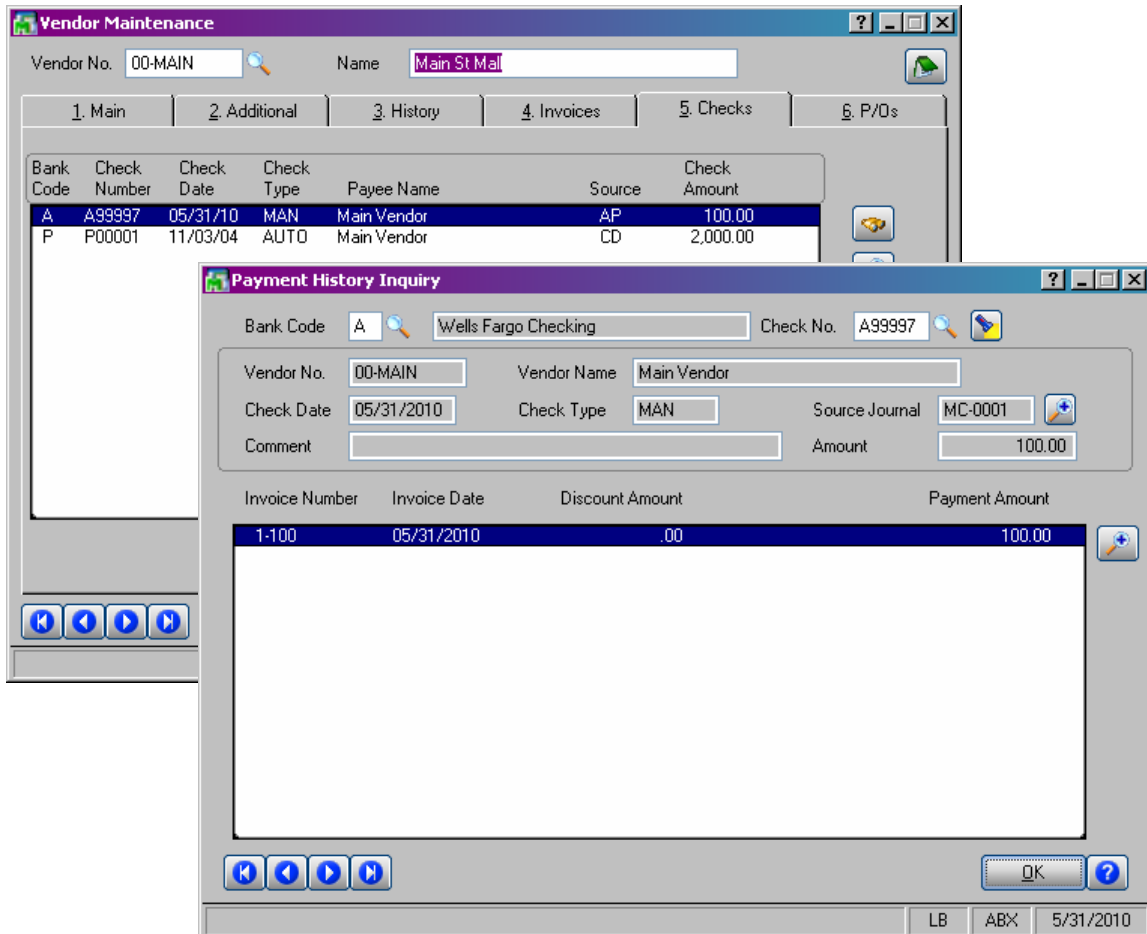 Vendor Maintenance
Vendor No. 00-MAIN Name Main St Mall
1. Main 2. Additional 3. History 4. Invoices 5. Checks 6. P/Os
Bank Check Check Check Check
Code Number Date Type Payee Name Source Amount
A A99997 05/31/10 MAN Main Vendor AP 100.00
P P00001 11/03/04 AUTO Main Vendor CD 2,000.00
Payment History Inquiry
Bank Code A Wells Fargo Checking Check No. A99997
Vendor No. 00-MAIN Vendor Name Main Vendor
Check Date 05/31/2010 Check Type MAN Source Journal MC-0001
Comment Amount 100.00
Invoice Number Invoice Date Discount Amount Payment Amount
1-100 05/31/2010 .00 100.00
OK
LB ABX 5/31/2010